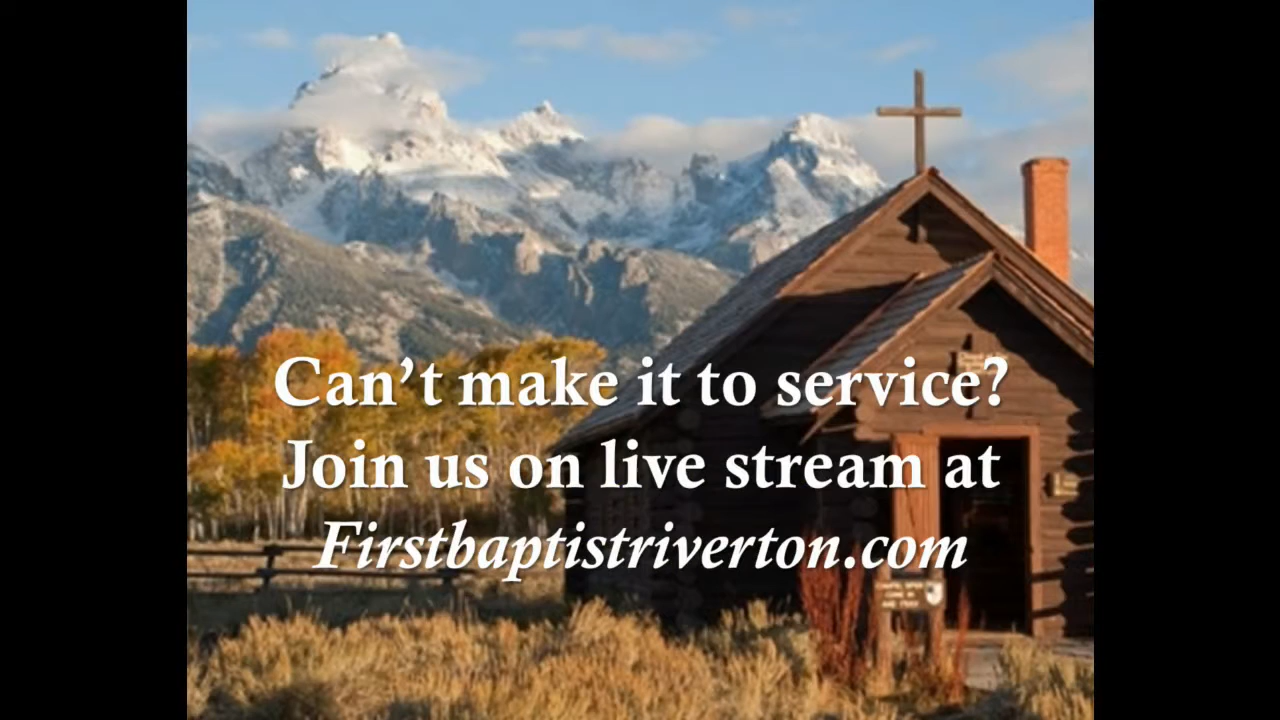 Can’t make it to service?
Join us on live stream at
Firstbaptistriverton.com